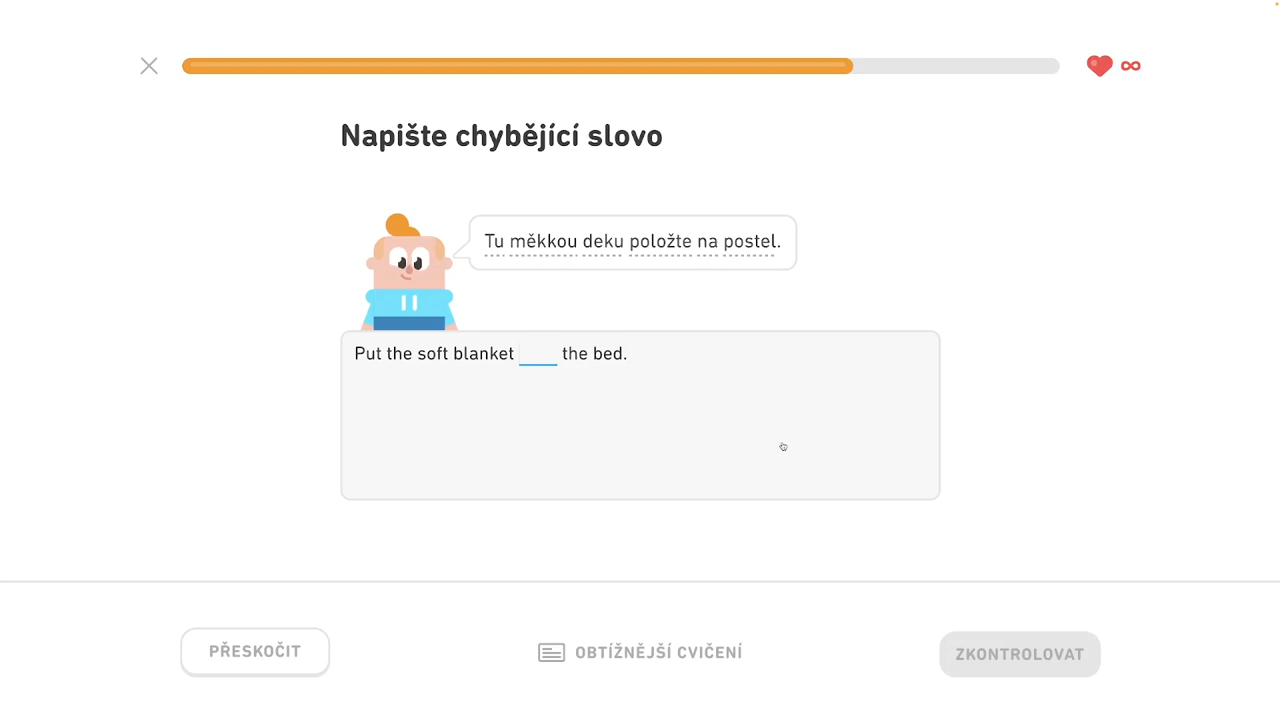 Napište chybějící slovo
Tu měkkou deku položte na postel.
Put the soft blanket ____ the bed.
PŘESKOČIT
OBTÍŽNĚJŠÍ CVIČENÍ
ZKONTROLOVAT